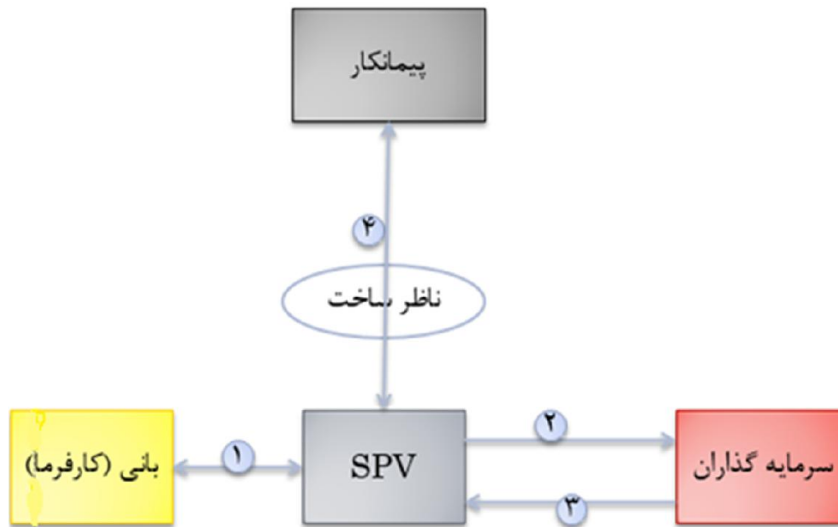 پیمانکار
۴
ناظر ساخت
بانی (کارفرما)
۱
SPV
۲
۳
سرمایه گذاران